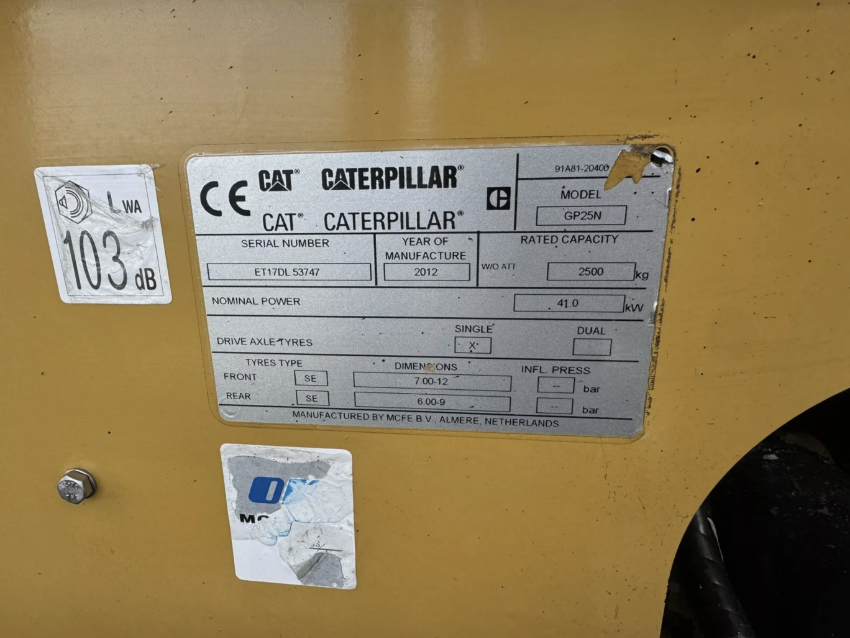 LWA
103 dB
CE CAT® CATERPILLAR®
CAT® CATERPILLAR®
91A81-20400
MODEL
GP25N
SERIAL NUMBER
ET17DL 53747
YEAR OF
MANUFACTURE
2012
RATED CAPACITY
W/O ATT 2500 kg
NOMINAL POWER 41.0 kW
SINGLE DUAL
DRIVE AXLE TYRES X
TYRES TYPE DIMENSIONS INFL. PRESS
FRONT SE 7.00-12 -- bar
REAR SE 6.00-9 -- bar
MANUFACTURED BY MCFE B.V., ALMERE, NETHERLANDS